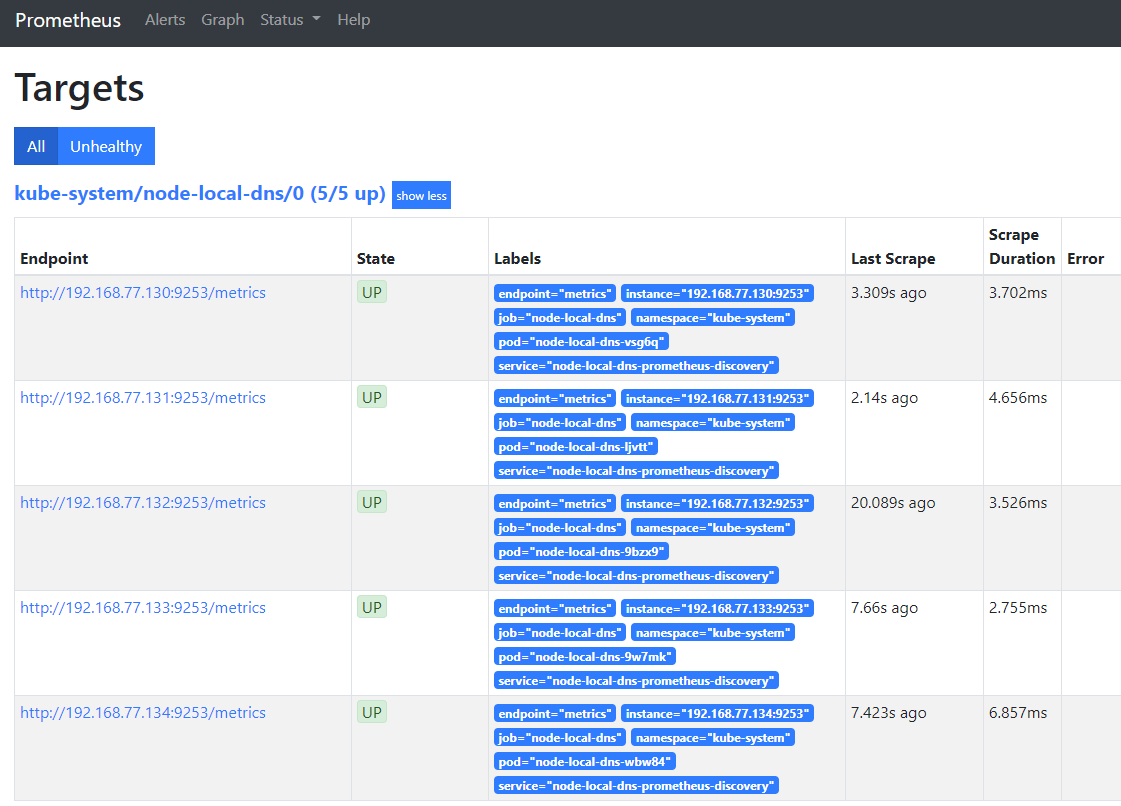 Prometheus Alerts Graph Status Help
Targets
All Unhealthy
kube-system/node-local-dns/0 (5/5 up) show less
Endpoint State Labels Last Scrape Scrape Duration Error
http://192.168.77.130:9253/metrics UP endpoint="metrics" instance="192.168.77.130:9253" 3.309s ago 3.702ms
job="node-local-dns" namespace="kube-system"
pod="node-local-dns-vsg6q"
service="node-local-dns-prometheus-discovery"
http://192.168.77.131:9253/metrics UP endpoint="metrics" instance="192.168.77.131:9253" 2.14s ago 4.656ms
job="node-local-dns" namespace="kube-system"
pod="node-local-dns-ljvtt"
service="node-local-dns-prometheus-discovery"
http://192.168.77.132:9253/metrics UP endpoint="metrics" instance="192.168.77.132:9253" 20.089s ago 3.526ms
job="node-local-dns" namespace="kube-system"
pod="node-local-dns-9bzx9"
service="node-local-dns-prometheus-discovery"
http://192.168.77.133:9253/metrics UP endpoint="metrics" instance="192.168.77.133:9253" 7.66s ago 2.755ms
job="node-local-dns" namespace="kube-system"
pod="node-local-dns-9w7mk"
service="node-local-dns-prometheus-discovery"
http://192.168.77.134:9253/metrics UP endpoint="metrics" instance="192.168.77.134:9253" 7.423s ago 6.857ms
job="node-local-dns" namespace="kube-system"
pod="node-local-dns-wbw84"
service="node-local-dns-prometheus-discovery"